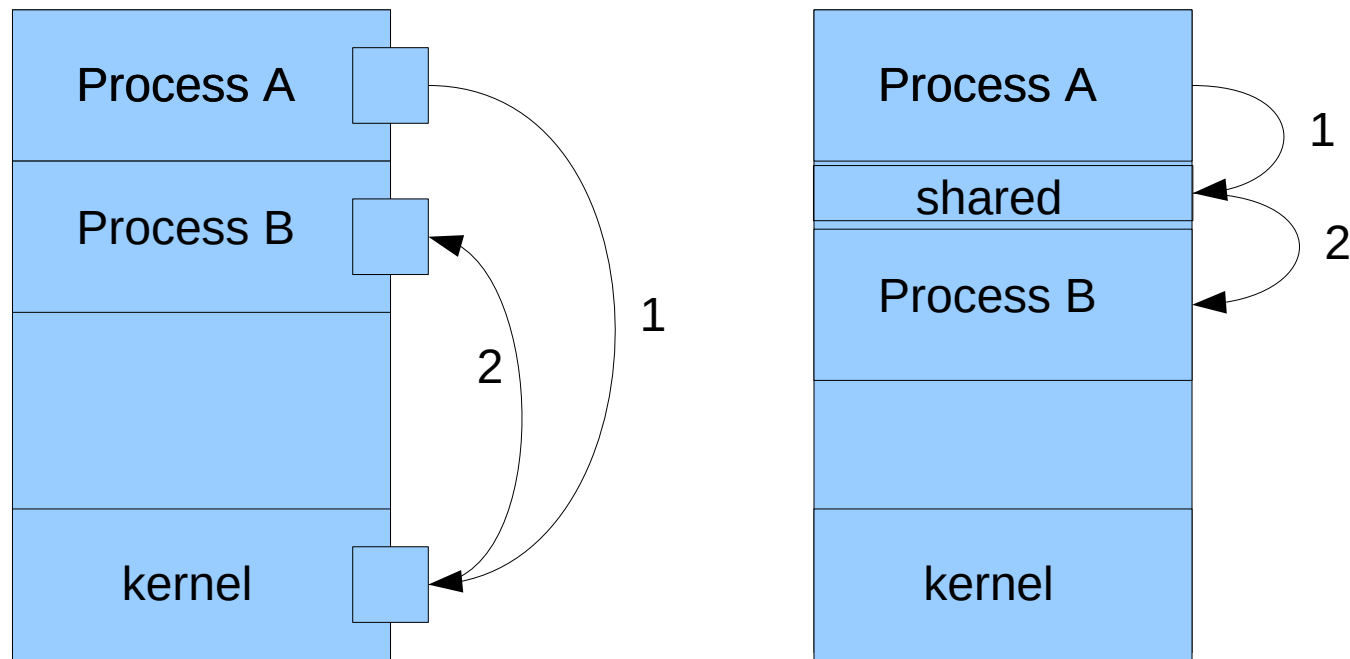 Process A
Process B
2
1
kernel
Process A
1
shared
2
Process B
kernel